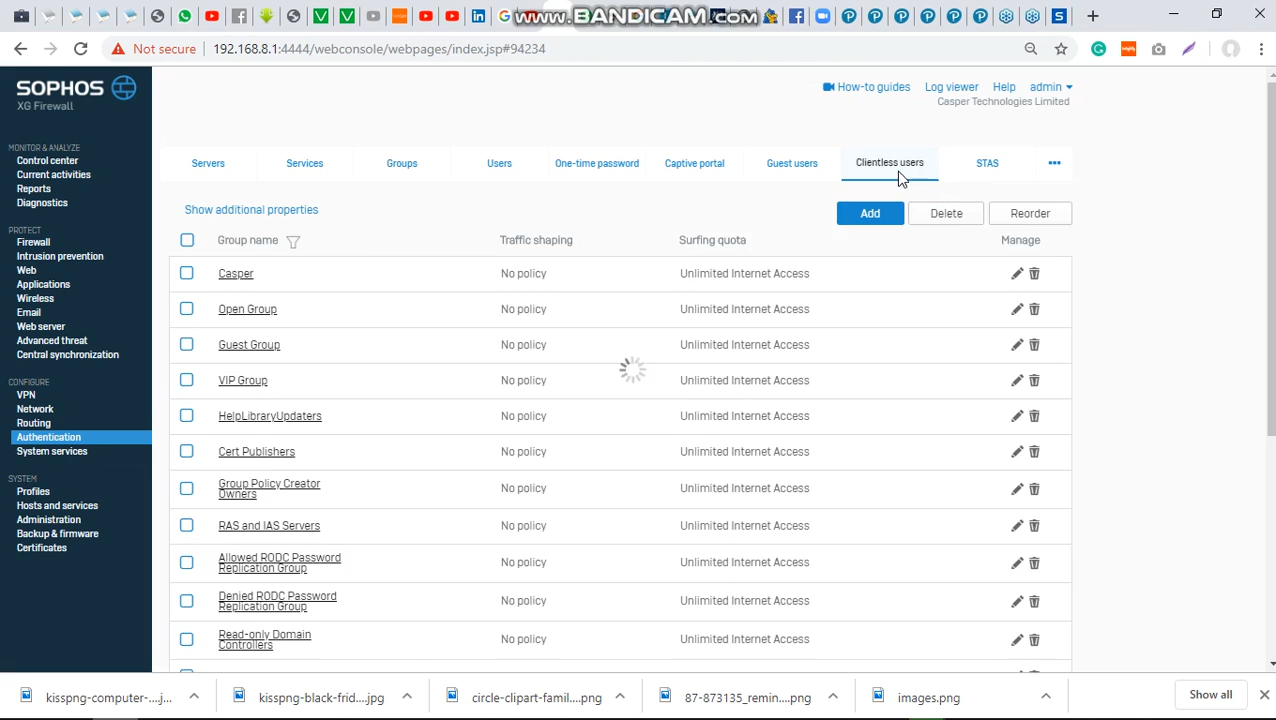 www.BANDICAM.com
Not secure
192.168.8.1:4444/webconsole/webpages/index.jsp#94234
SOPHOS
XG Firewall
How-to guides
Log viewer
Help
admin
Casper Technologies Limited
MONITOR & ANALYZE
Control center
Current activities
Reports
Diagnostics
PROTECT
Firewall
Intrusion prevention
Web
Applications
Wireless
Email
Web server
Advanced threat
Central synchronization
CONFIGURE
VPN
Network
Routing
Authentication
System services
SYSTEM
Profiles
Hosts and services
Administration
Backup & firmware
Certificates
Servers
Services
Groups
Users
One-time password
Captive portal
Guest users
Clientless users
STAS
Show additional properties
Add
Delete
Reorder
Group name
Traffic shaping
Surfing quota
Manage
Casper No policy Unlimited Internet Access
Open Group No policy Unlimited Internet Access
Guest Group No policy Unlimited Internet Access
VIP Group No policy Unlimited Internet Access
HelpLibraryUpdaters No policy Unlimited Internet Access
Cert Publishers No policy Unlimited Internet Access
Group Policy Creator
Owners
No policy Unlimited Internet Access
RAS and IAS Servers No policy Unlimited Internet Access
Allowed RODC Password
Replication Group
No policy Unlimited Internet Access
Denied RODC Password
Replication Group
No policy Unlimited Internet Access
Read-only Domain
Controllers
No policy Unlimited Internet Access
kisspng-computer-....j...
kisspng-black-frid....jpg
circle-clipart-famil....png
87-873135_remin....png
images.png
Show all